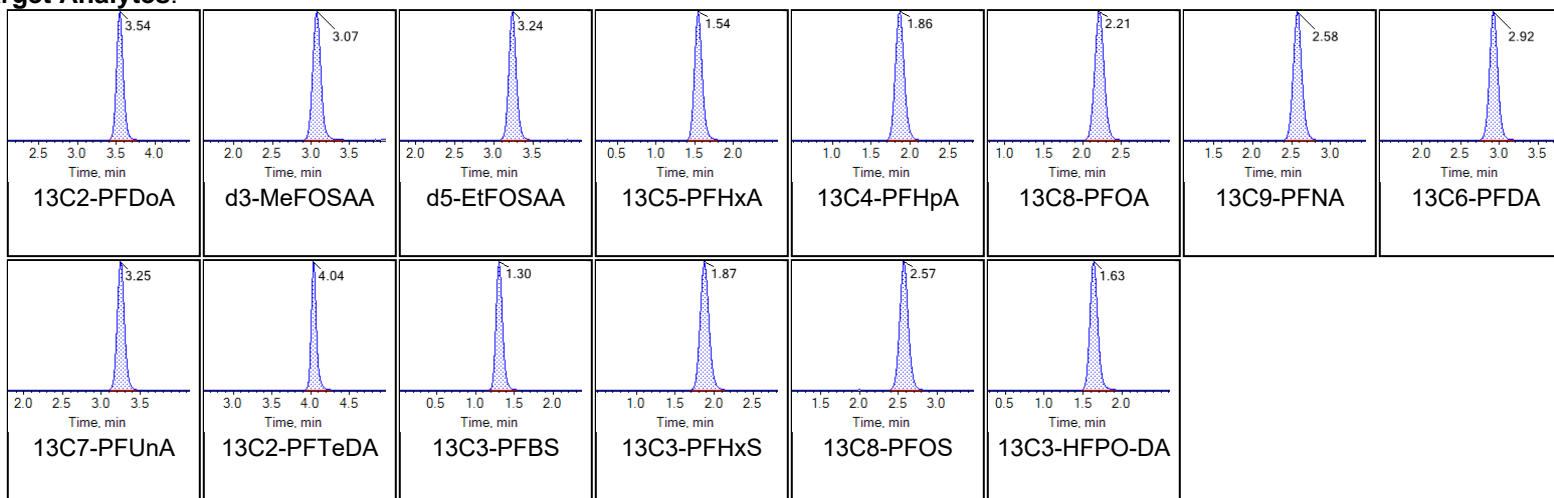 arget Analytes:
3.54 3.07 3.24 1.54 1.86 2.21 2.58 2.92
2.5 3.0 3.5 4.0 2.0 2.5 3.0 3.5 2.0 2.5 3.0 3.5 0.5 1.0 1.5 2.0 1.0 1.5 2.0 2.5 1.0 1.5 2.0 2.5 1.5 2.0 2.5 3.0 2.0 2.5 3.0 3.5
Time, min Time, min Time, min Time, min Time, min Time, min Time, min Time, min
13C2-PFDoA d3-MeFOSAA d5-EtFOSAA 13C5-PFHxA 13C4-PFHpA 13C8-PFOA 13C9-PFNA 13C6-PFDA
3.25 4.04 1.30 1.87 2.57 1.63
2.0 2.5 3.0 3.5 3.0 3.5 4.0 4.5 0.5 1.0 1.5 2.0 1.0 1.5 2.0 2.5 1.5 2.0 2.5 3.0 0.5 1.0 1.5 2.0
Time, min Time, min Time, min Time, min Time, min Time, min
13C7-PFUnA 13C2-PFTeDA 13C3-PFBS 13C3-PFHxS 13C8-PFOS 13C3-HFPO-DA